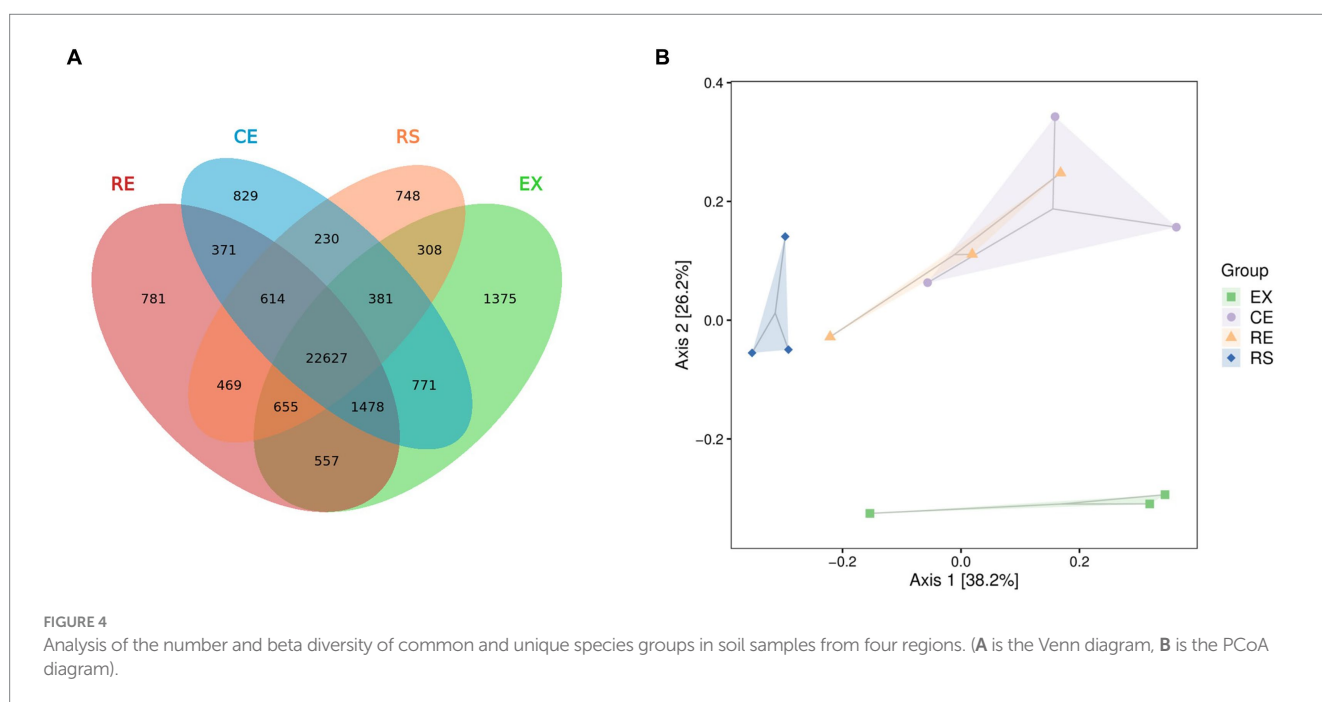 A
B
CE
RS
RE
EX
829
748
371
230
308
781
614
381
1375
22627
469
771
655
1478
557
0.4
0.2
0.0
−0.2
Axis 2 [26.2%]
−0.2
0.0
0.2
Axis 1 [38.2%]
Group
EX
CE
RE
RS
FIGURE 4
Analysis of the number and beta diversity of common and unique species groups in soil samples from four regions. (A is the Venn diagram, B is the PCoA
diagram).